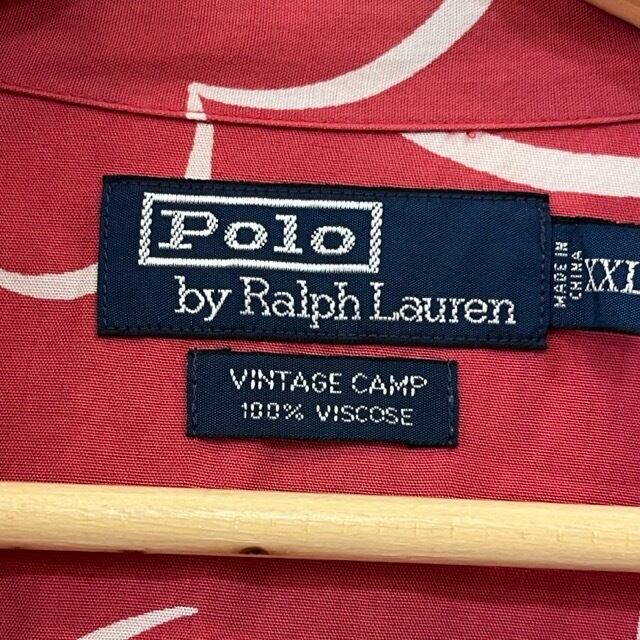 Polo
by Ralph Lauren
MADE IN
CHINA
XXL
VINTAGE CAMP
100% VISCOSE